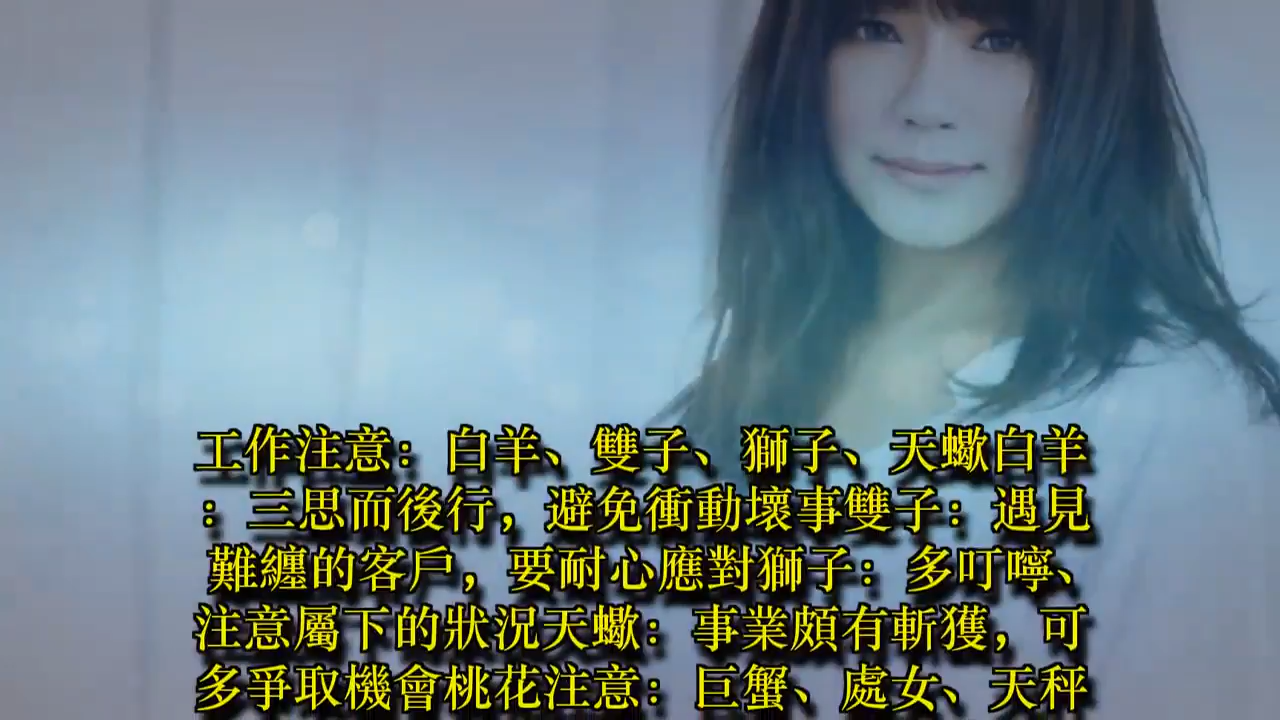 工作注意：白羊、雙子、獅子、天蠍白羊
：三思而後行，避免衝動壞事雙子：遇見
難纏的客戶，要耐心應對獅子：多叮嚀、
注意屬下的狀況天蠍：事業頗有斬獲，可
多爭取機會桃花注意：巨蟹、處女、天秤